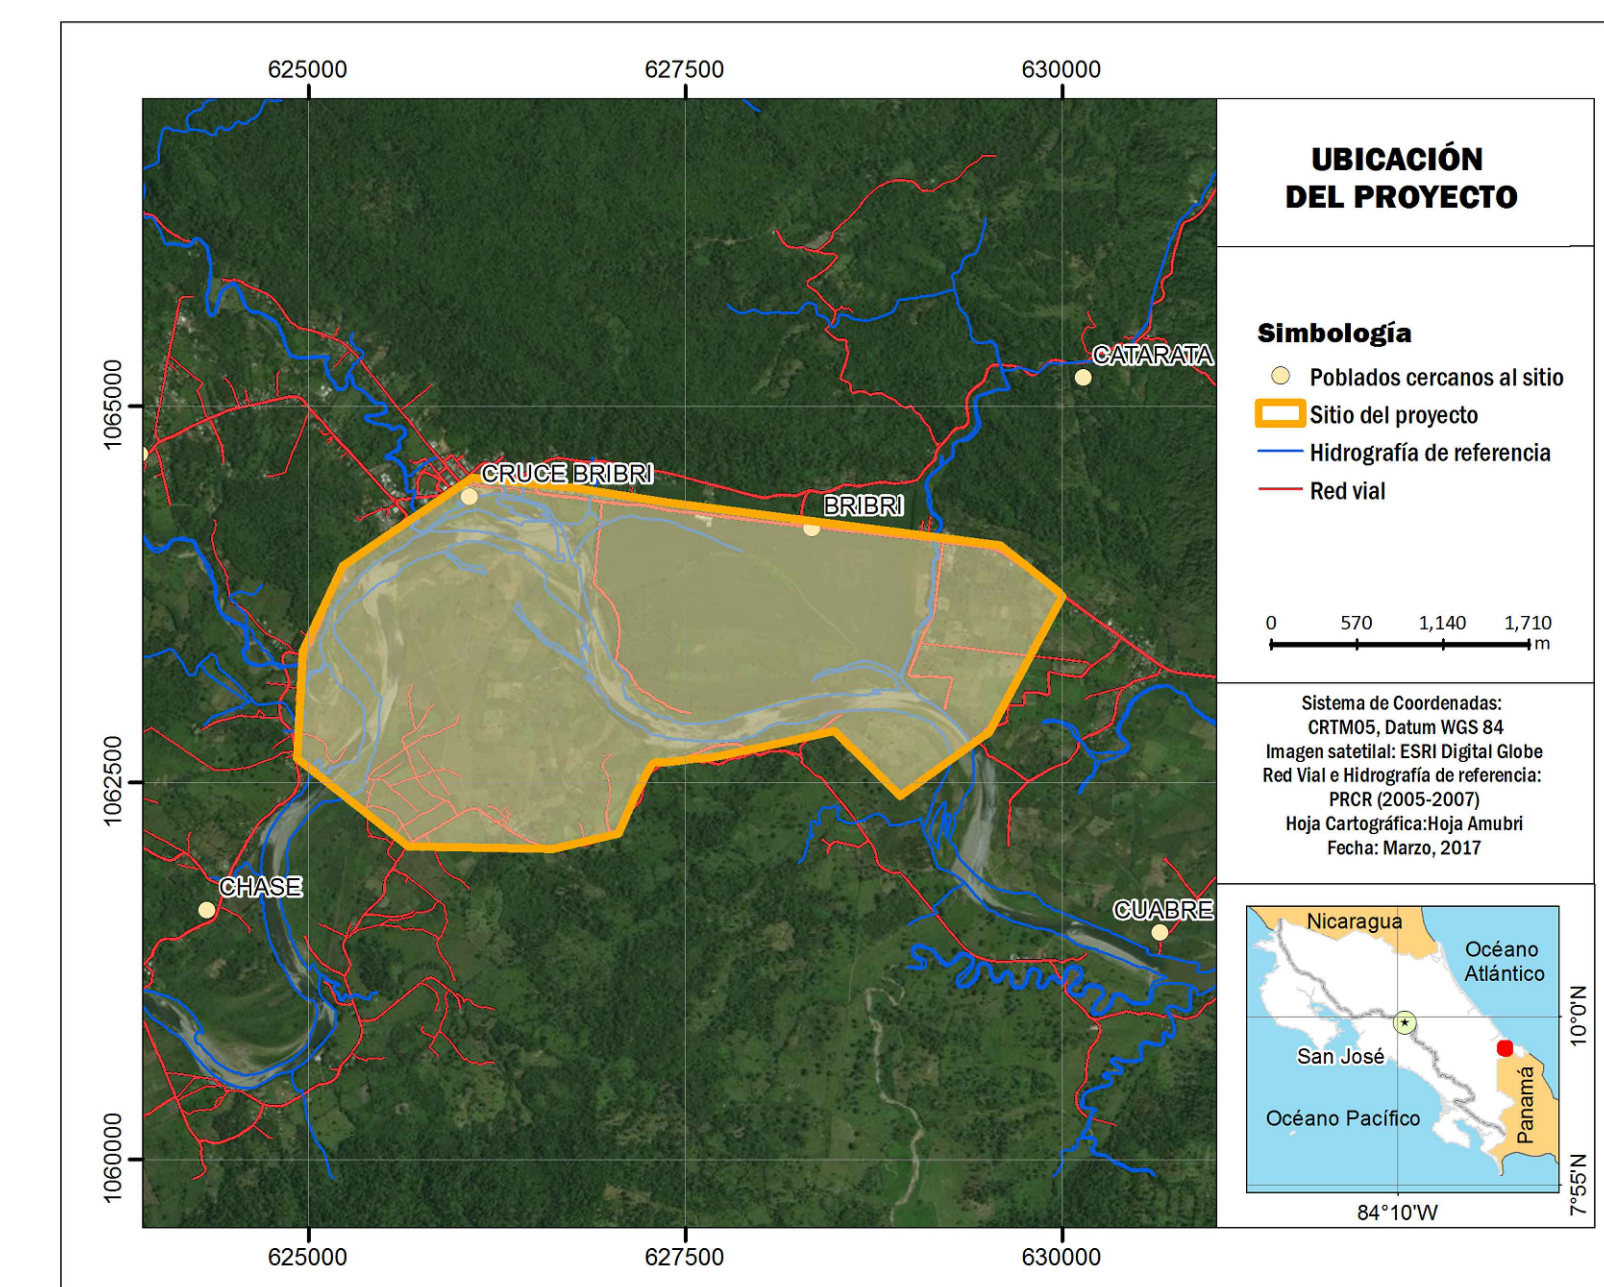 625000
627500
630000
UBICACIÓN
DEL PROYECTO
CATARATA
1065000
CRUCE BRIBRI
BRIBRI
1062500
CHASE
CUABRE
1060000
625000
627500
630000
Simbología
Poblados cercanos al sitio
Sitio del proyecto
Hidrografía de referencia
Red vial
0 570 1,140 1,710
m
Sistema de Coordenadas:
CRTM05, Datum WGS 84
Imagen satetilal: ESRI Digital Globe
Red Vial e Hidrografía de referencia:
PRCR (2005-2007)
Hoja Cartográfica:Hoja Amubri
Fecha: Marzo, 2017
Nicaragua
Océano
Atlántico
10°0'N
San José
Océano Pacífico
Panamá
7°55'N
84°10'W